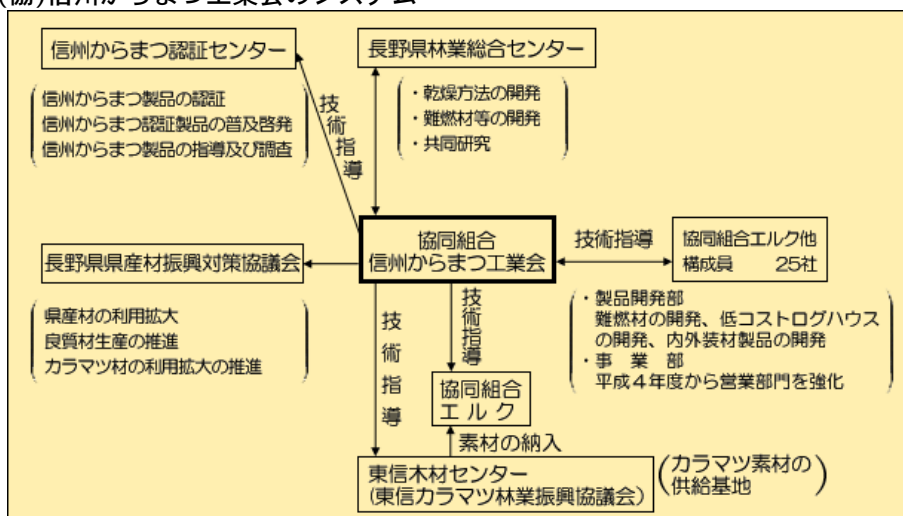 (協)信州からまつ工業会のシステム
信州からまつ認証センター
信州からまつ製品の認証
信州からまつ認証製品の普及啓発
信州からまつ製品の指導及び調査
技術指導
長野県林業総合センター
・乾燥方法の開発
・難燃材等の開発
・共同研究
協同組合
信州からまつ工業会
技術指導
協同組合エルク他
構成員 25社
・製品開発部
難燃材の開発、低コストログハウス
の開発、内外装材製品の開発
・事 業 部
平成4年度から営業部門を強化
長野県県産材振興対策協議会
県産材の利用拡大
良質材生産の推進
カラマツ材の利用拡大の推進
技術指導
技術指導
協同組合
エルク
素材の納入
東信木材センター
(東信カラマツ林業振興協議会)
カラマツ素材の
供給基地